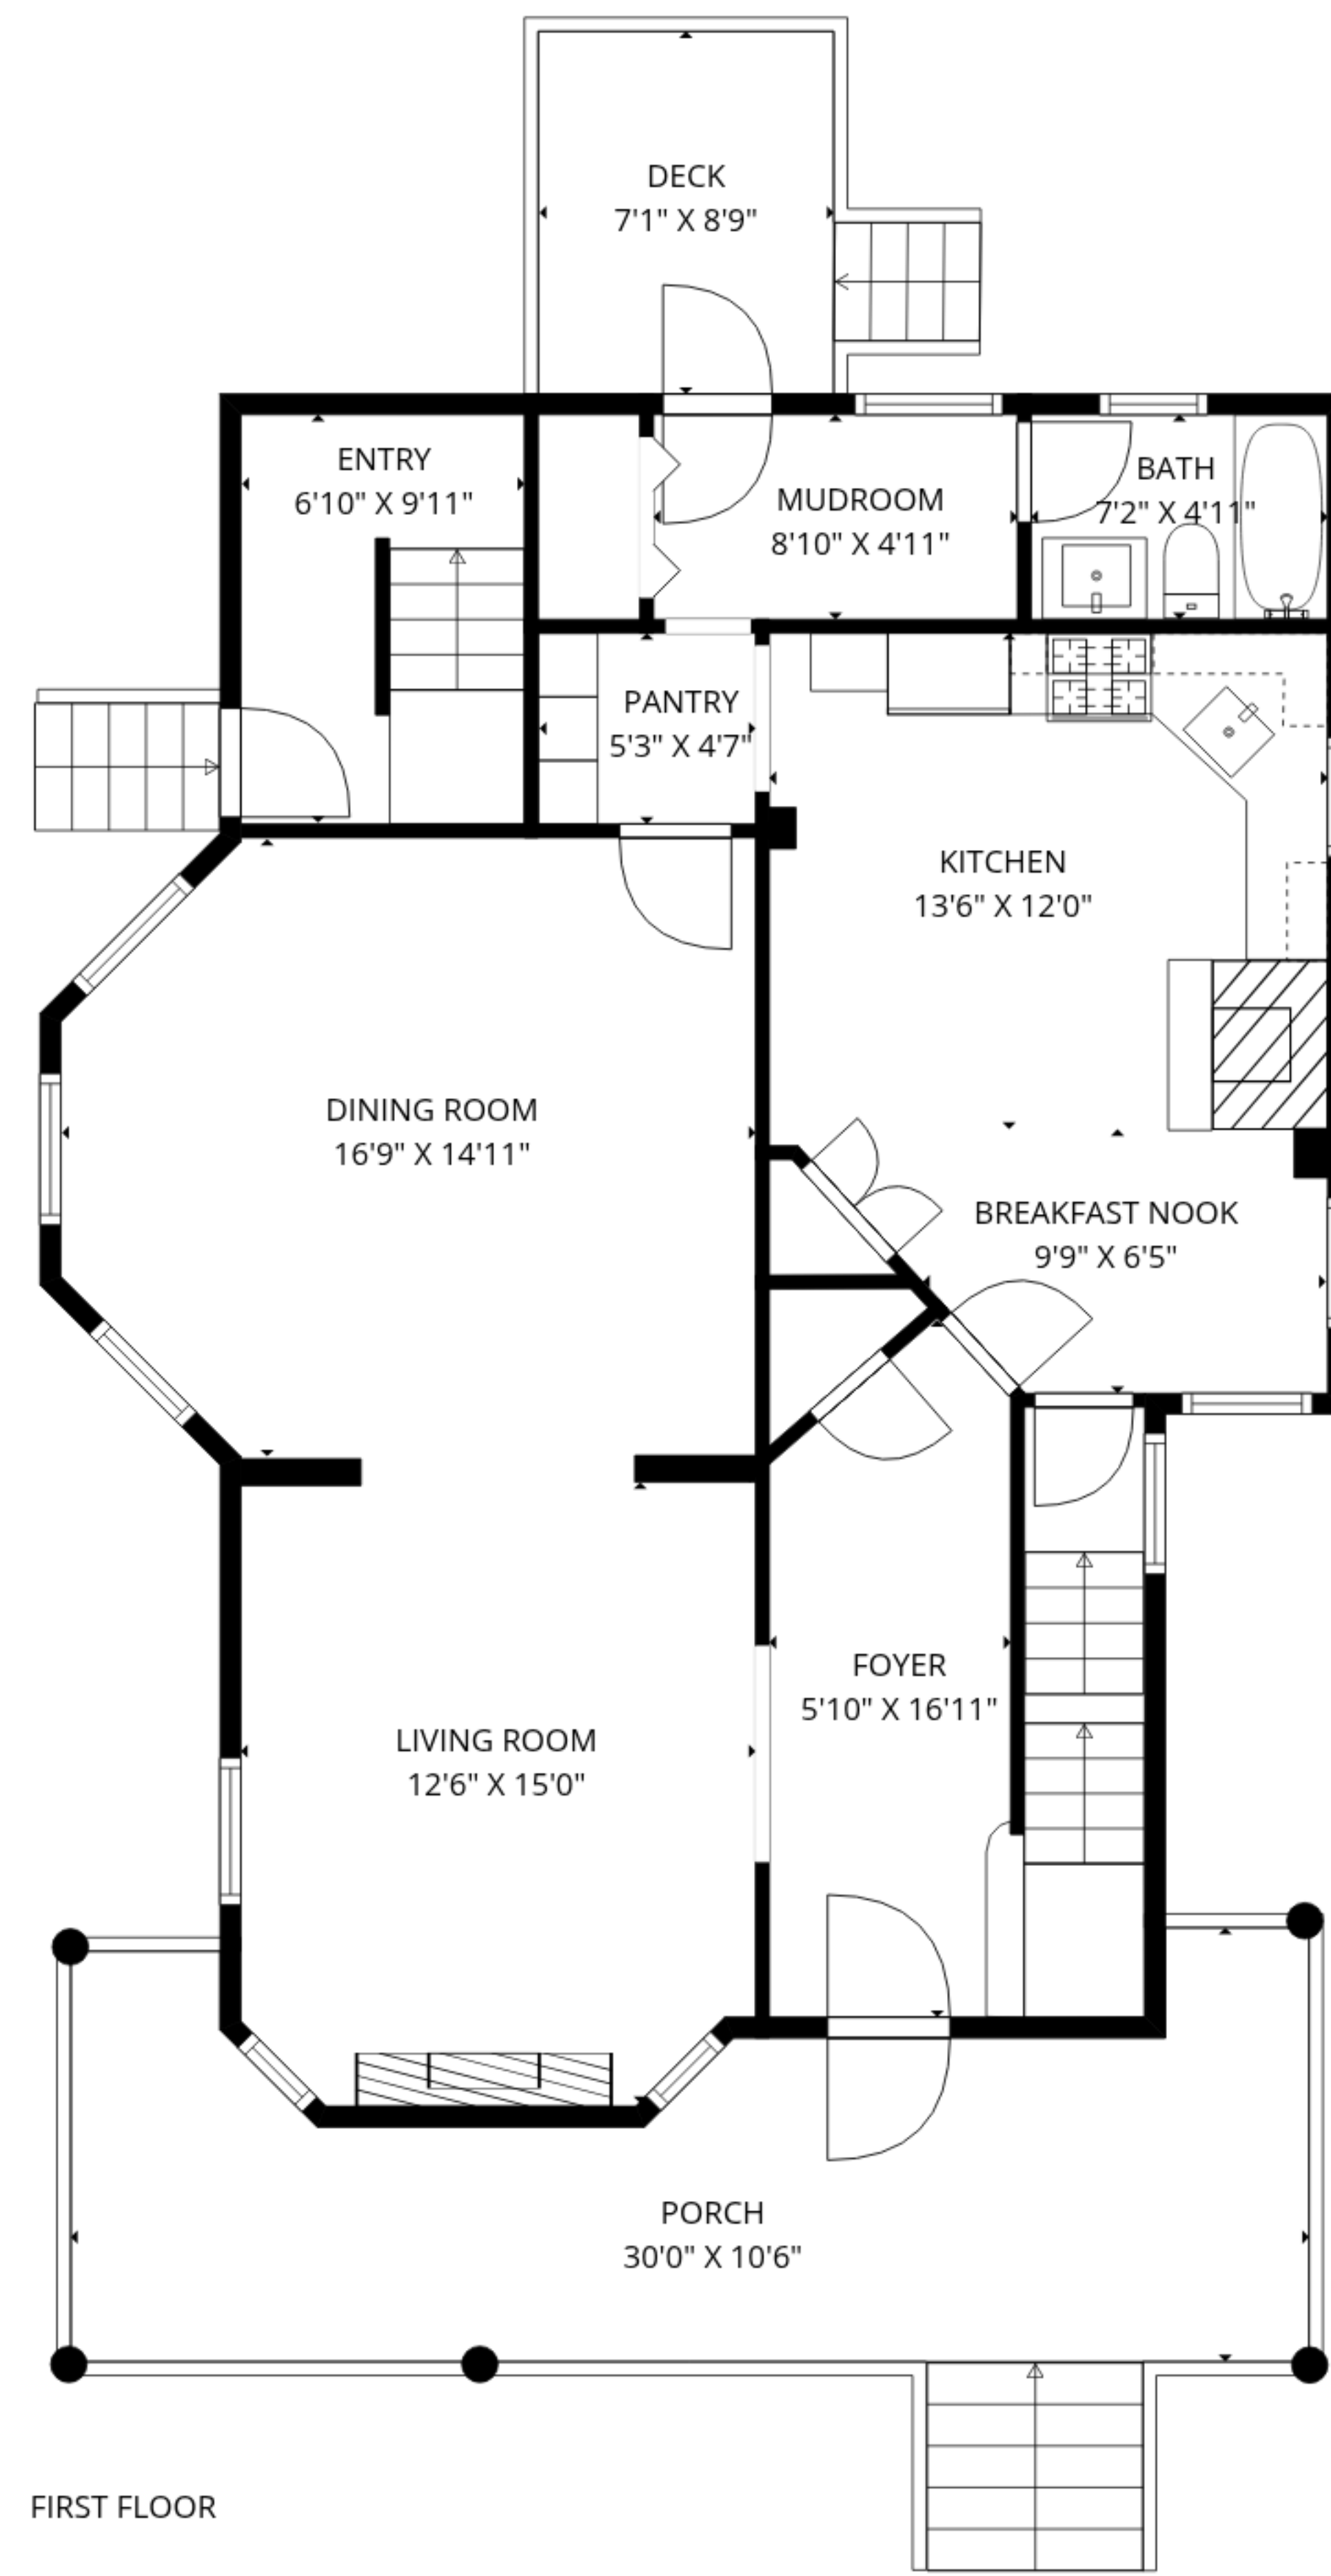 DECK
7'1" X 8'9"
ENTRY
6'10" X 9'11"
MUDROOM
8'10" X 4'11"
BATH
7'2" X 4'11"
PANTRY
5'3" X 4'7"
KITCHEN
13'6" X 12'0"
DINING ROOM
16'9" X 14'11"
BREAKFAST NOOK
9'9" X 6'5"
FOYER
5'10" X 16'11"
LIVING ROOM
12'6" X 15'0"
PORCH
30'0" X 10'6"
FIRST FLOOR